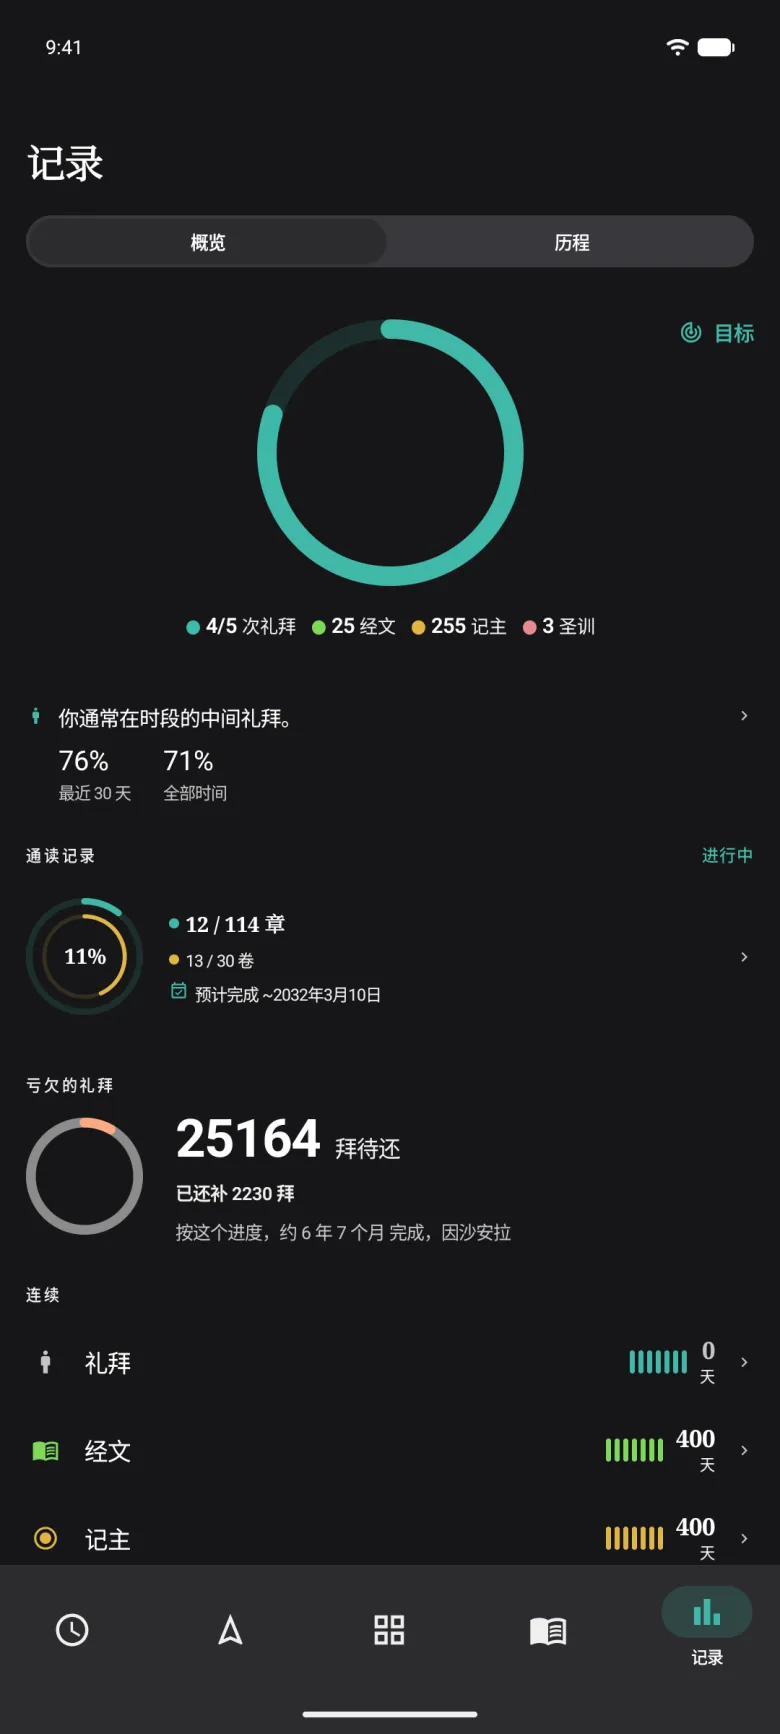 9:41
记录
概览 历程
目标
4/5 次礼拜 25 经文 255 记主 3 圣训
你通常在时段的中间礼拜。
76% 71%
最近 30 天 全部时间
通读记录 进行中
11%
12 / 114 章
13 / 30 卷
预计完成 ~2032年3月10日
亏欠的礼拜
25164 拜待还
已还补 2230 拜
按这个进度，约 6 年 7 个月 完成，因沙安拉
连续
礼拜 0 天
经文 400 天
记主 400 天
记录